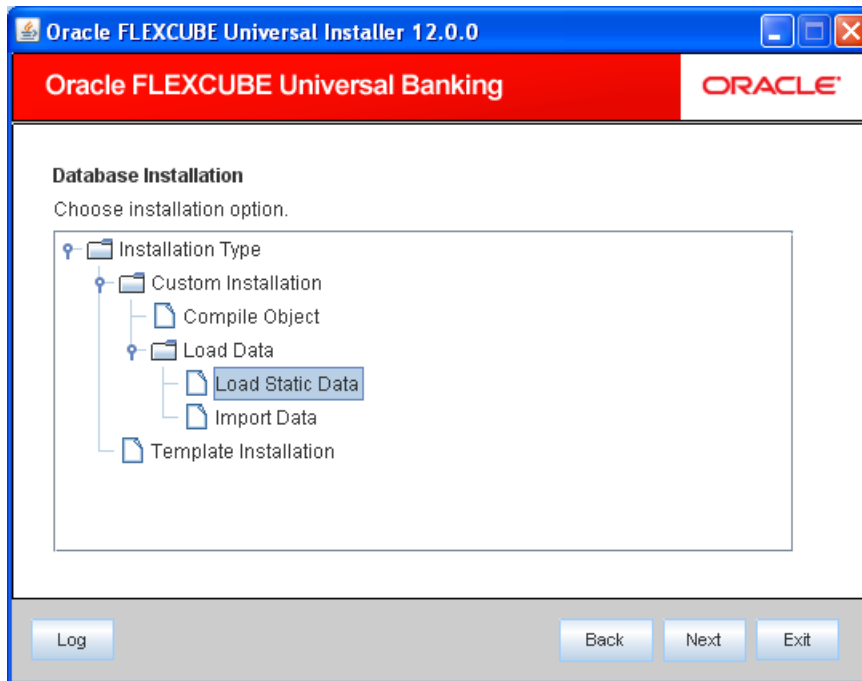 Oracle FLEXCUBE Universal Installer 12.0.0
Oracle FLEXCUBE Universal Banking
ORACLE
Database Installation
Choose installation option.
Installation Type
Custom Installation
Compile Object
Load Data
Load Static Data
Import Data
Template Installation
Log
Back
Next
Exit